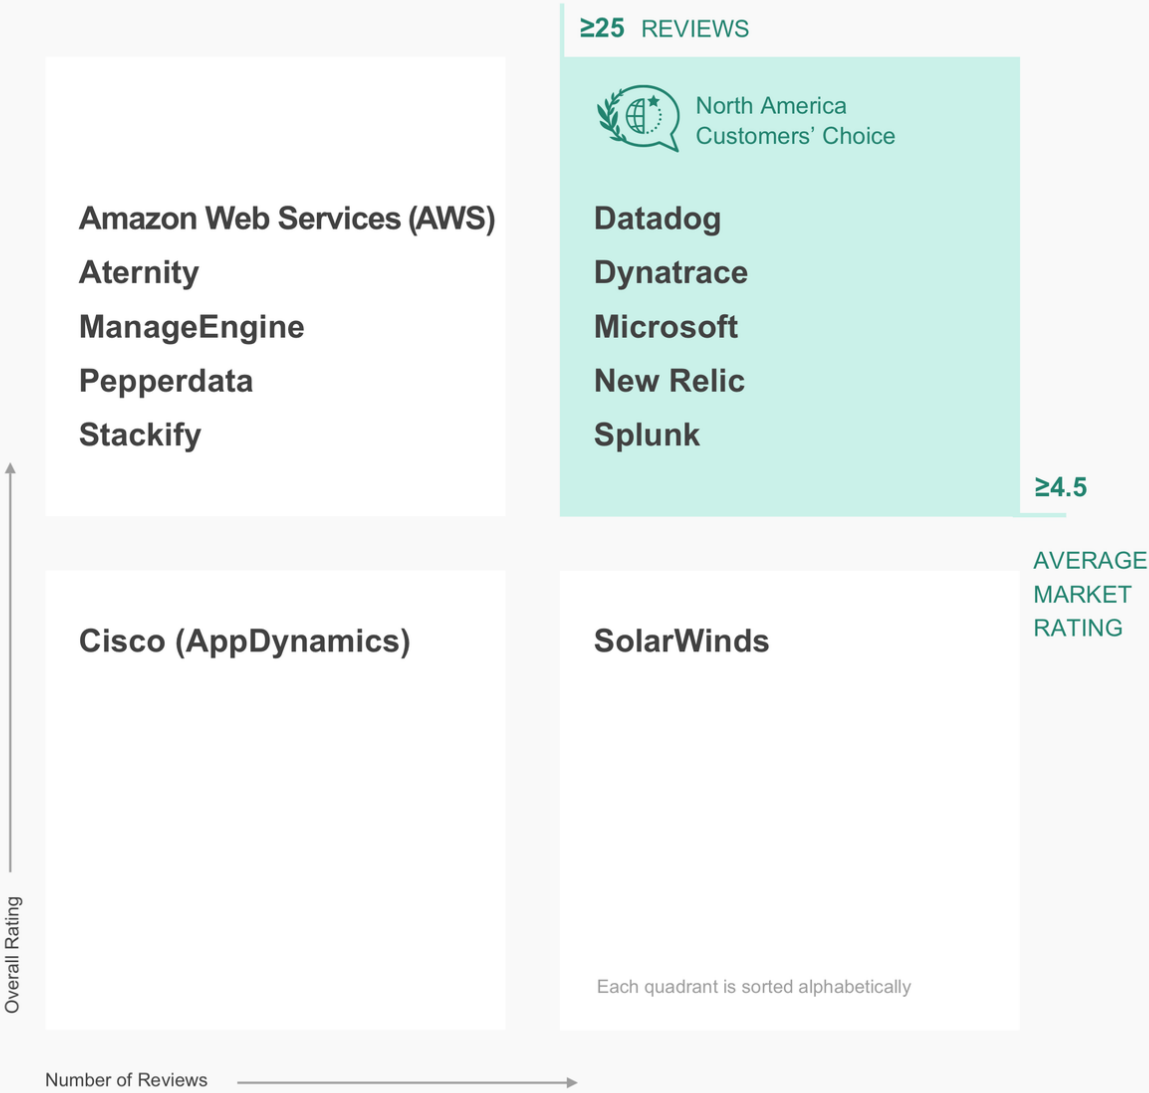 ≥25 REVIEWS
North America
Customers’ Choice
Amazon Web Services (AWS)
Aternity
ManageEngine
Pepperdata
Stackify
Datadog
Dynatrace
Microsoft
New Relic
Splunk
≥4.5
AVERAGE
MARKET
RATING
Cisco (AppDynamics)
SolarWinds
Each quadrant is sorted alphabetically
Overall Rating
Number of Reviews